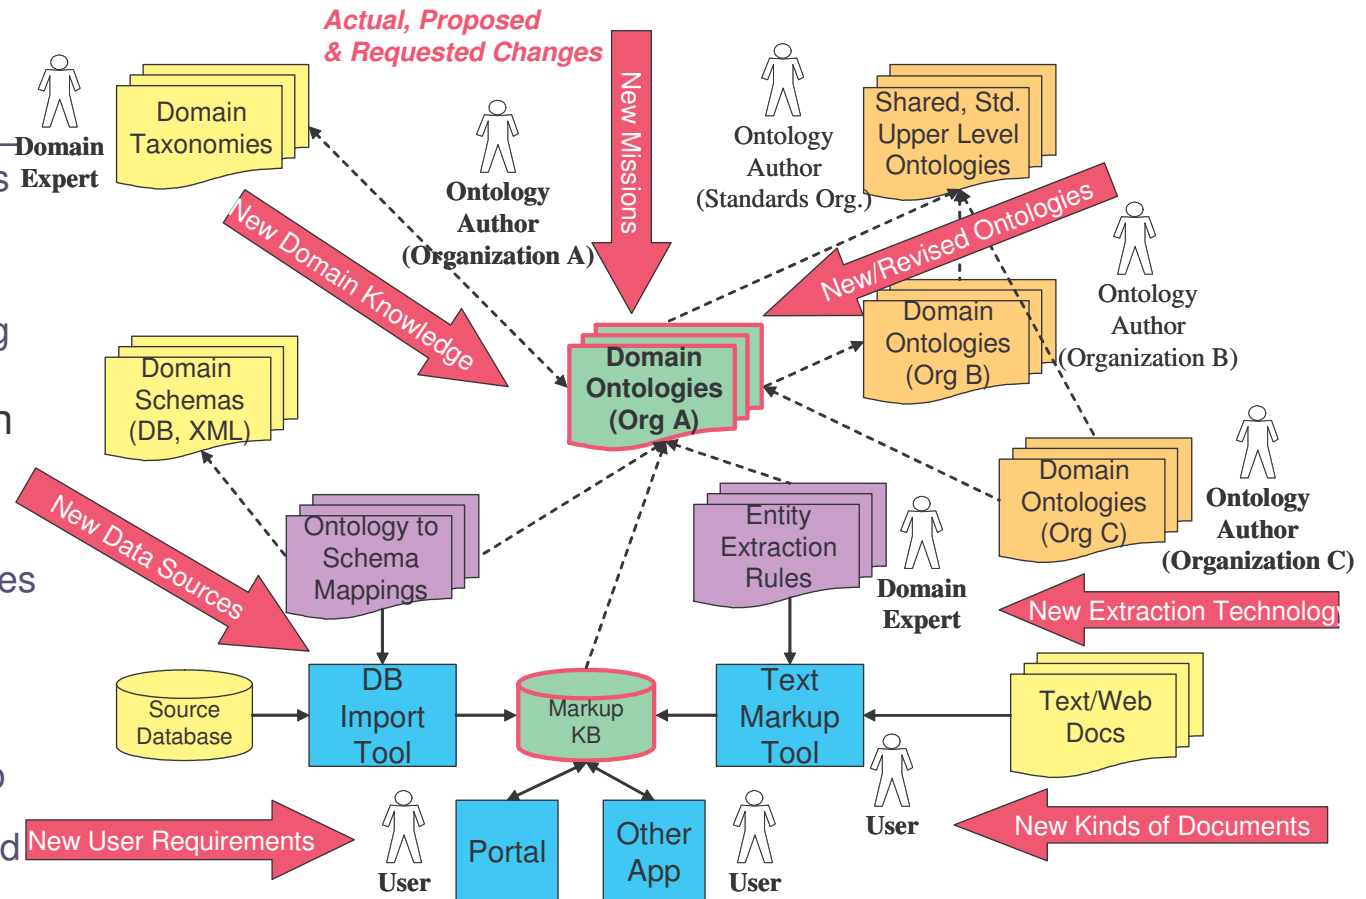 Actual, Proposed
& Requested Changes
New Missions
Domain
Expert
Domain
Taxonomies
Ontology
Author
(Organization A)
Ontology
Author
(Standards Org.)
Shared, Std.
Upper Level
Ontologies
New Domain Knowledge
New/Revised Ontologies
Ontology
Author
(Organization B)
Domain
Schemas
(DB, XML)
Domain
Ontologies
(Org A)
Domain
Ontologies
(Org B)
Domain
Ontologies
(Org C)
Ontology
Author
(Organization C)
New Data Sources
Ontology to
Schema
Mappings
Entity
Extraction
Rules
Domain
Expert
New Extraction Technology
Source
Database
DB
Import
Tool
Markup
KB
Text
Markup
Tool
Text/Web
Docs
User
New User Requirements
User
Portal
Other
App
User
New Kinds of Documents
s
g
n
es
o
d